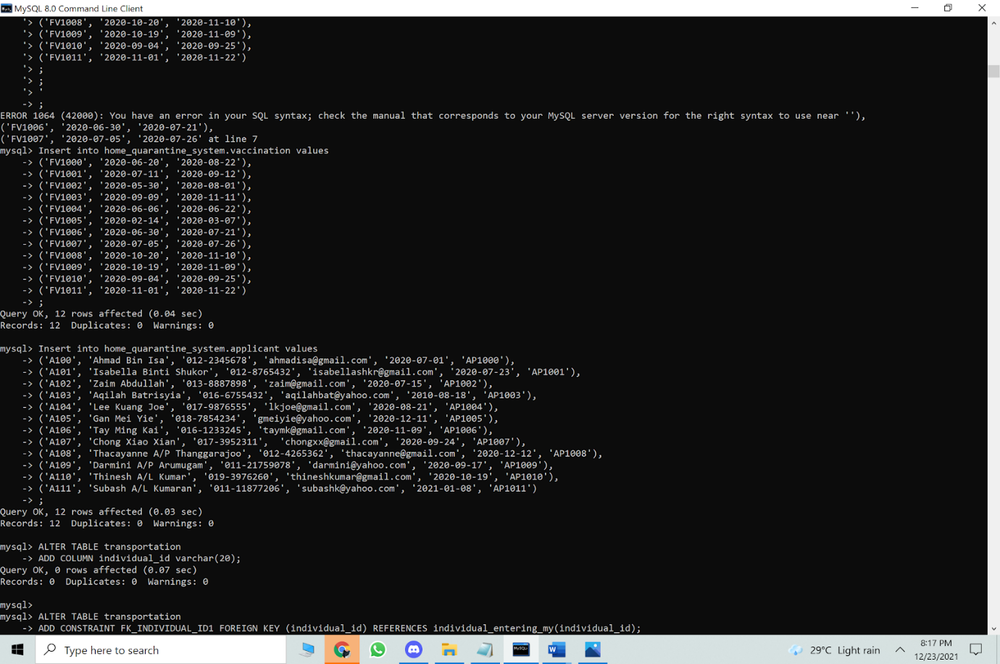 MySQL 8.0 Command Line Client
'> ('FV1008', '2020-10-20', '2020-11-10'),
'> ('FV1009', '2020-10-19', '2020-11-09'),
'> ('FV1010', '2020-09-04', '2020-09-25'),
'> ('FV1011', '2020-11-01', '2020-11-22')
'> ;
'> ;
'> '
-> ;
ERROR 1064 (42000): You have an error in your SQL syntax; check the manual that corresponds to your MySQL server version for the right syntax to use near ''),
('FV1006', '2020-06-30', '2020-07-21'),
('FV1007', '2020-07-05', '2020-07-26' at line 7
mysql> Insert into home_quarantine_system.vaccination values
-> ('FV1000', '2020-06-20', '2020-08-22'),
-> ('FV1001', '2020-07-11', '2020-09-12'),
-> ('FV1002', '2020-05-30', '2020-08-01'),
-> ('FV1003', '2020-09-09', '2020-11-11'),
-> ('FV1004', '2020-06-06', '2020-06-22'),
-> ('FV1005', '2020-02-14', '2020-03-07'),
-> ('FV1006', '2020-06-30', '2020-07-21'),
-> ('FV1007', '2020-07-05', '2020-07-26'),
-> ('FV1008', '2020-10-20', '2020-11-10'),
-> ('FV1009', '2020-10-19', '2020-11-09'),
-> ('FV1010', '2020-09-04', '2020-09-25'),
-> ('FV1011', '2020-11-01', '2020-11-22')
-> ;
Query OK, 12 rows affected (0.04 sec)
Records: 12  Duplicates: 0  Warnings: 0
mysql> Insert into home_quarantine_system.applicant values
-> ('A100', 'Ahmad Bin Isa', '012-2345678', 'ahmadisa@gmail.com', '2020-07-01', 'AP1000'),
-> ('A101', 'Isabella Binti Shukor', '012-8765432', 'isabellashkr@gmail.com', '2020-07-23', 'AP1001'),
-> ('A102', 'Zaim Abdullah', '013-8887898', 'zaim@gmail.com', '2020-07-15', 'AP1002'),
-> ('A103', 'Aqilah Batrisyia', '016-6755432', 'aqilahbat@yahoo.com', '2010-08-18', 'AP1003'),
-> ('A104', 'Lee Kuang Joe', '017-9876555', 'lkjoe@gmail.com', '2020-08-21', 'AP1004'),
-> ('A105', 'Gan Mei Yie', '018-7854234', 'gmeiyie@yahoo.com', '2020-12-11', 'AP1005'),
-> ('A106', 'Tay Ming Kai', '016-1233245', 'taymk@gmail.com', '2020-11-09', 'AP1006'),
-> ('A107', 'Chong Xiao Xian', '017-3952311',  'chongxx@gmail.com', '2020-09-24', 'AP1007'),
-> ('A108', 'Thacayanne A/P Thanggarajoo', '012-4265362', 'thacayanne@gmail.com', '2020-12-12', 'AP1008'),
-> ('A109', 'Darmini A/P Arumugam', '011-21759078', 'darmini@yahoo.com', '2020-09-17', 'AP1009'),
-> ('A110', 'Thinesh A/L Kumar', '019-3976260', 'thineshkumar@gmail.com', '2020-10-19', 'AP1010'),
-> ('A111', 'Subash A/L Kumaran', '011-11877206', 'subashk@yahoo.com', '2021-01-08', 'AP1011')
-> ;
Query OK, 12 rows affected (0.03 sec)
Records: 12  Duplicates: 0  Warnings: 0
mysql> ALTER TABLE transportation
-> ADD COLUMN individual_id varchar(20);
Query OK, 0 rows affected (0.07 sec)
Records: 0  Duplicates: 0  Warnings: 0
mysql>
mysql> ALTER TABLE transportation
-> ADD CONSTRAINT FK_INDIVIDUAL_ID1 FOREIGN KEY (individual_id) REFERENCES individual_entering_my(individual_id);
Type here to search
29°C Light rain
8:17 PM
12/23/2021